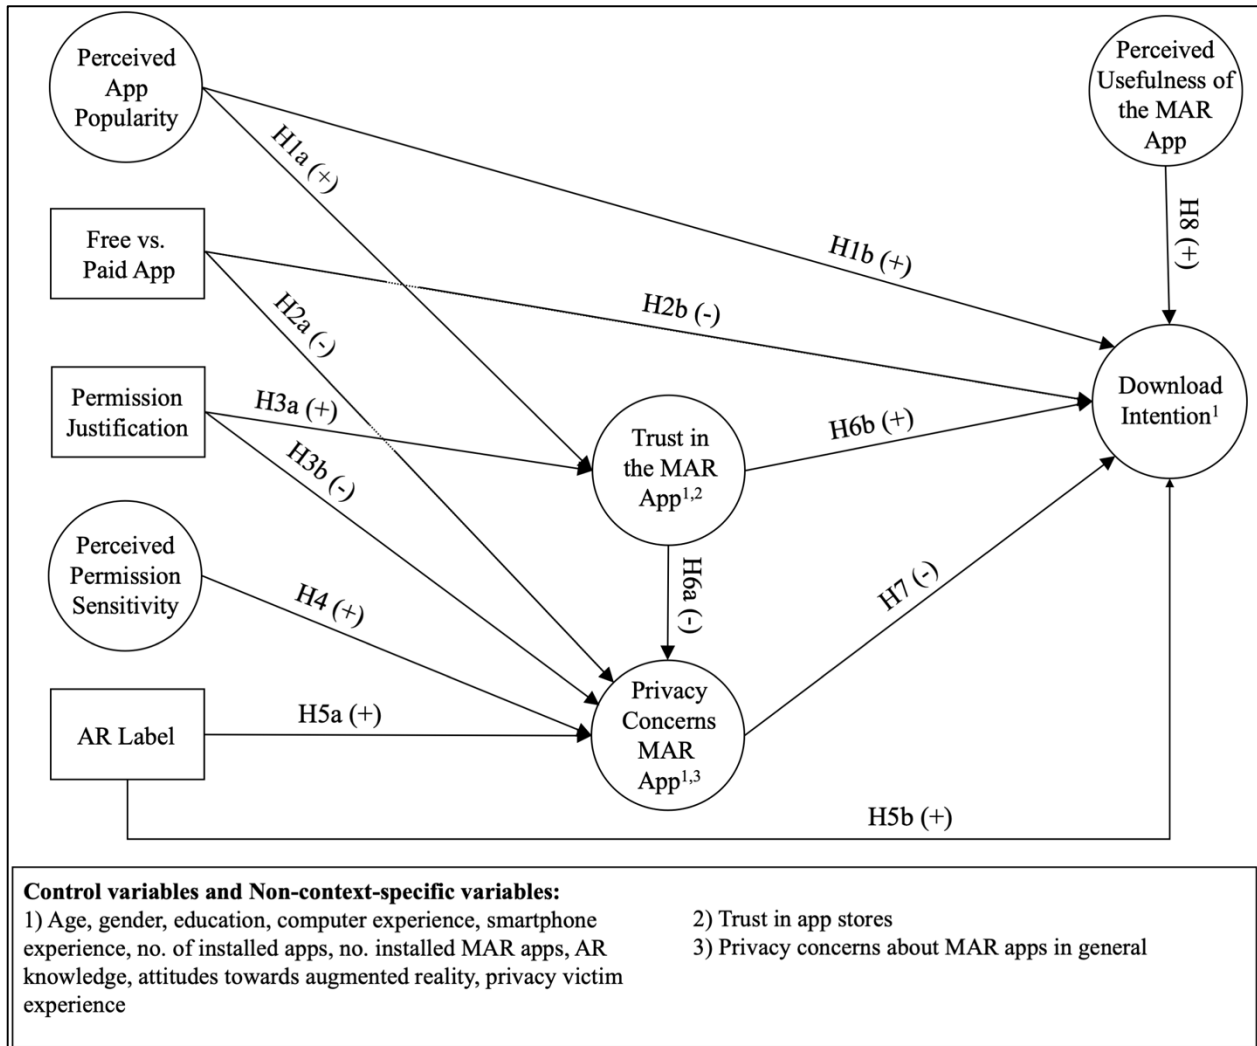 Perceived
App
Popularity
Perceived
Usefulness of
the MAR
App
H1a (+)
H1b (+)
H8 (+)
Free vs.
Paid App
H2a (-)
H2b (-)
Permission
Justification
H3a (+)
H3b (-)
Trust in
the MAR
App1,2
H6b (+)
Download
Intention1
H6a (-)
H7 (-)
Perceived
Permission
Sensitivity
H4 (+)
AR Label
H5a (+)
Privacy
Concerns
MAR
App1,3
H5b (+)
Control variables and Non-context-specific variables:
1) Age, gender, education, computer experience, smartphone
experience, no. of installed apps, no. installed MAR apps, AR
knowledge, attitudes towards augmented reality, privacy victim
experience
2) Trust in app stores
3) Privacy concerns about MAR apps in general